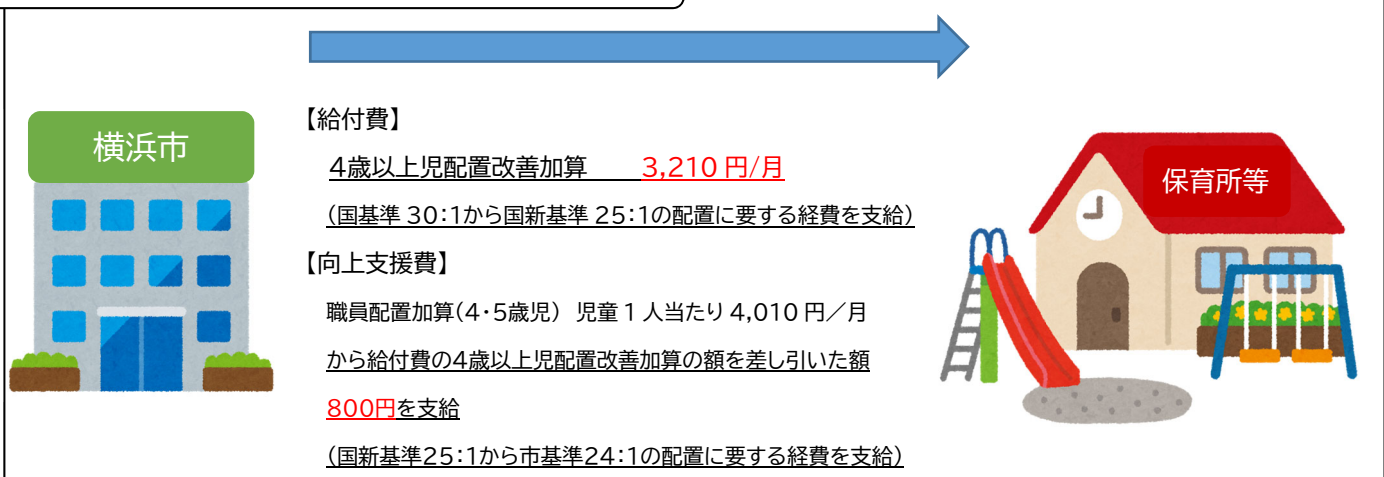 横浜市
【給付費】
4歳以上児配置改善加算 3,210 円/月
(国基準 30:1から国新基準 25:1の配置に要する経費を支給)
【向上支援費】
職員配置加算(4・5歳児) 児童1人当たり 4,010 円/月
から給付費の4歳以上児配置改善加算の額を差し引いた額
800円を支給
(国新基準25:1から市基準24:1の配置に要する経費を支給)
保育所等